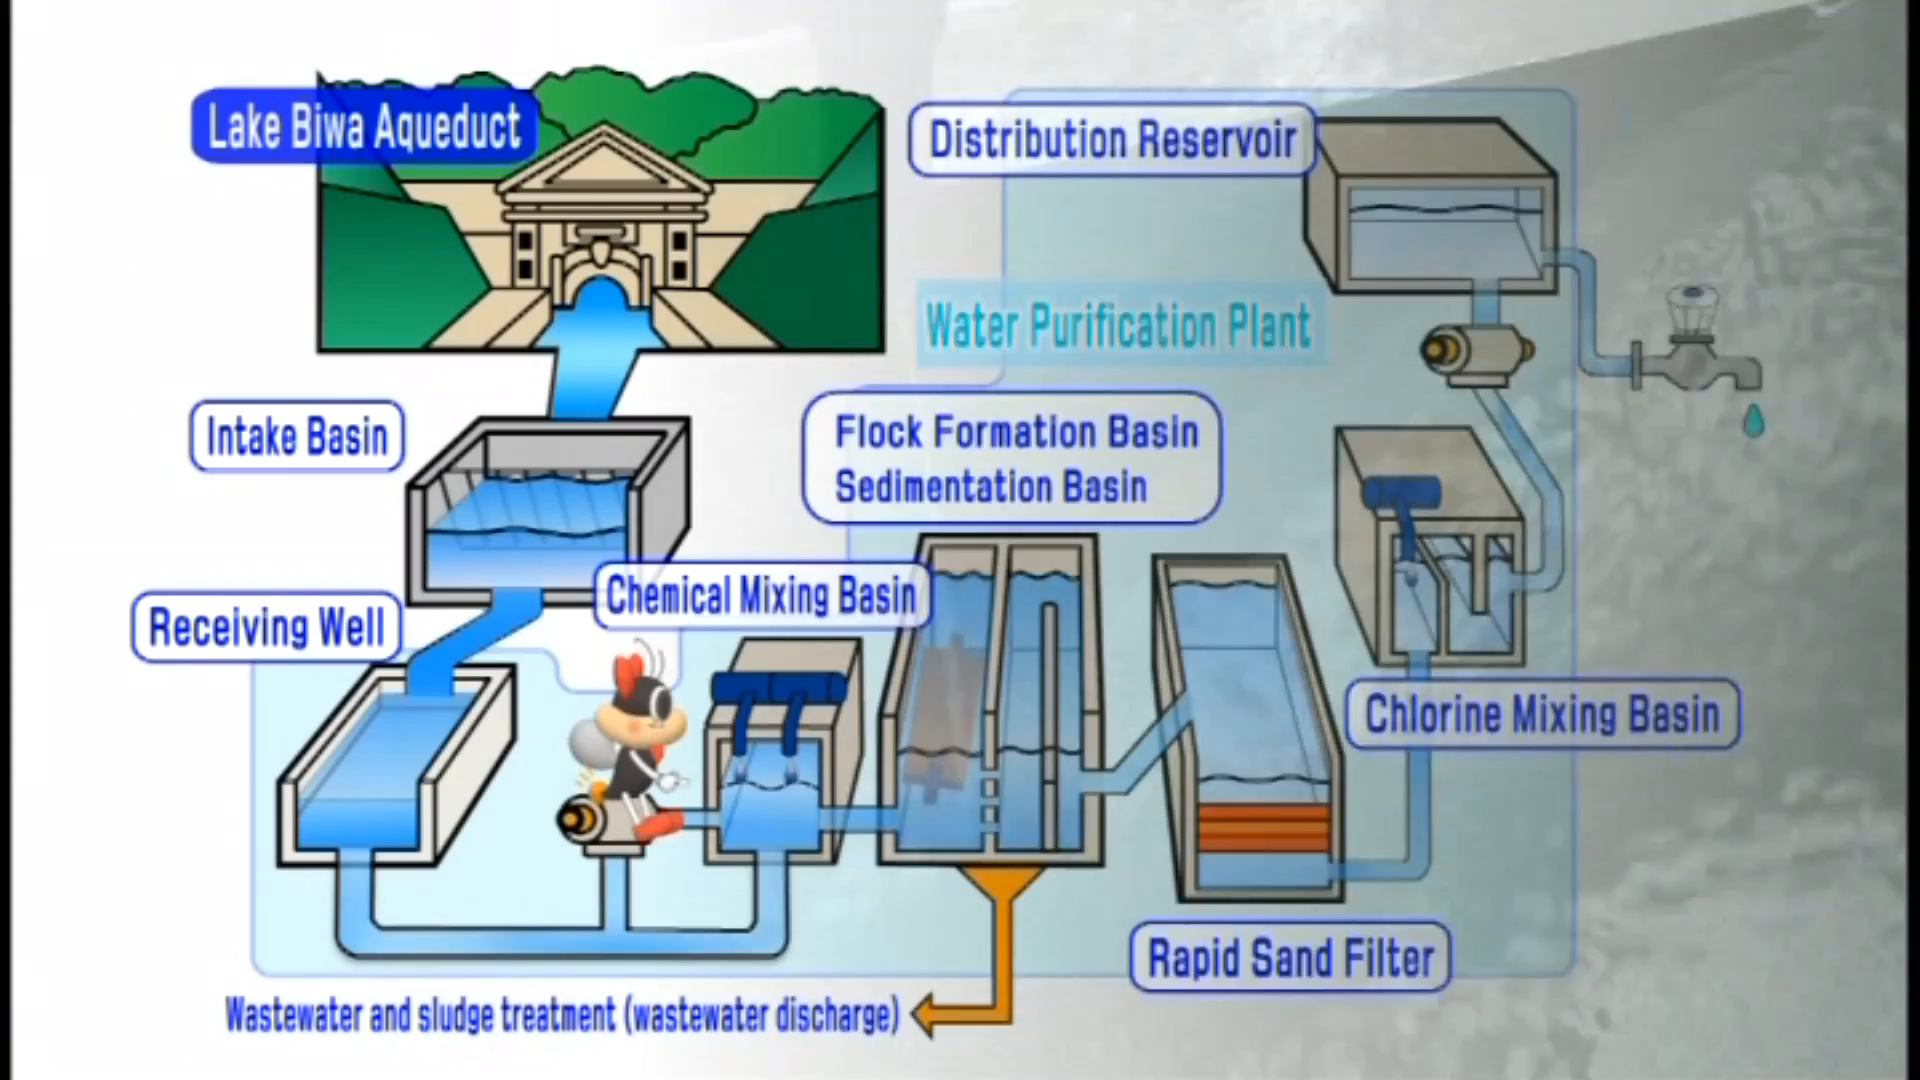 Lake Biwa Aqueduct
Distribution Reservoir
Water Purification Plant
Intake Basin
Flock Formation Basin
Sedimentation Basin
Chemical Mixing Basin
Receiving Well
Chlorine Mixing Basin
Rapid Sand Filter
Wastewater and sludge treatment (wastewater discharge)